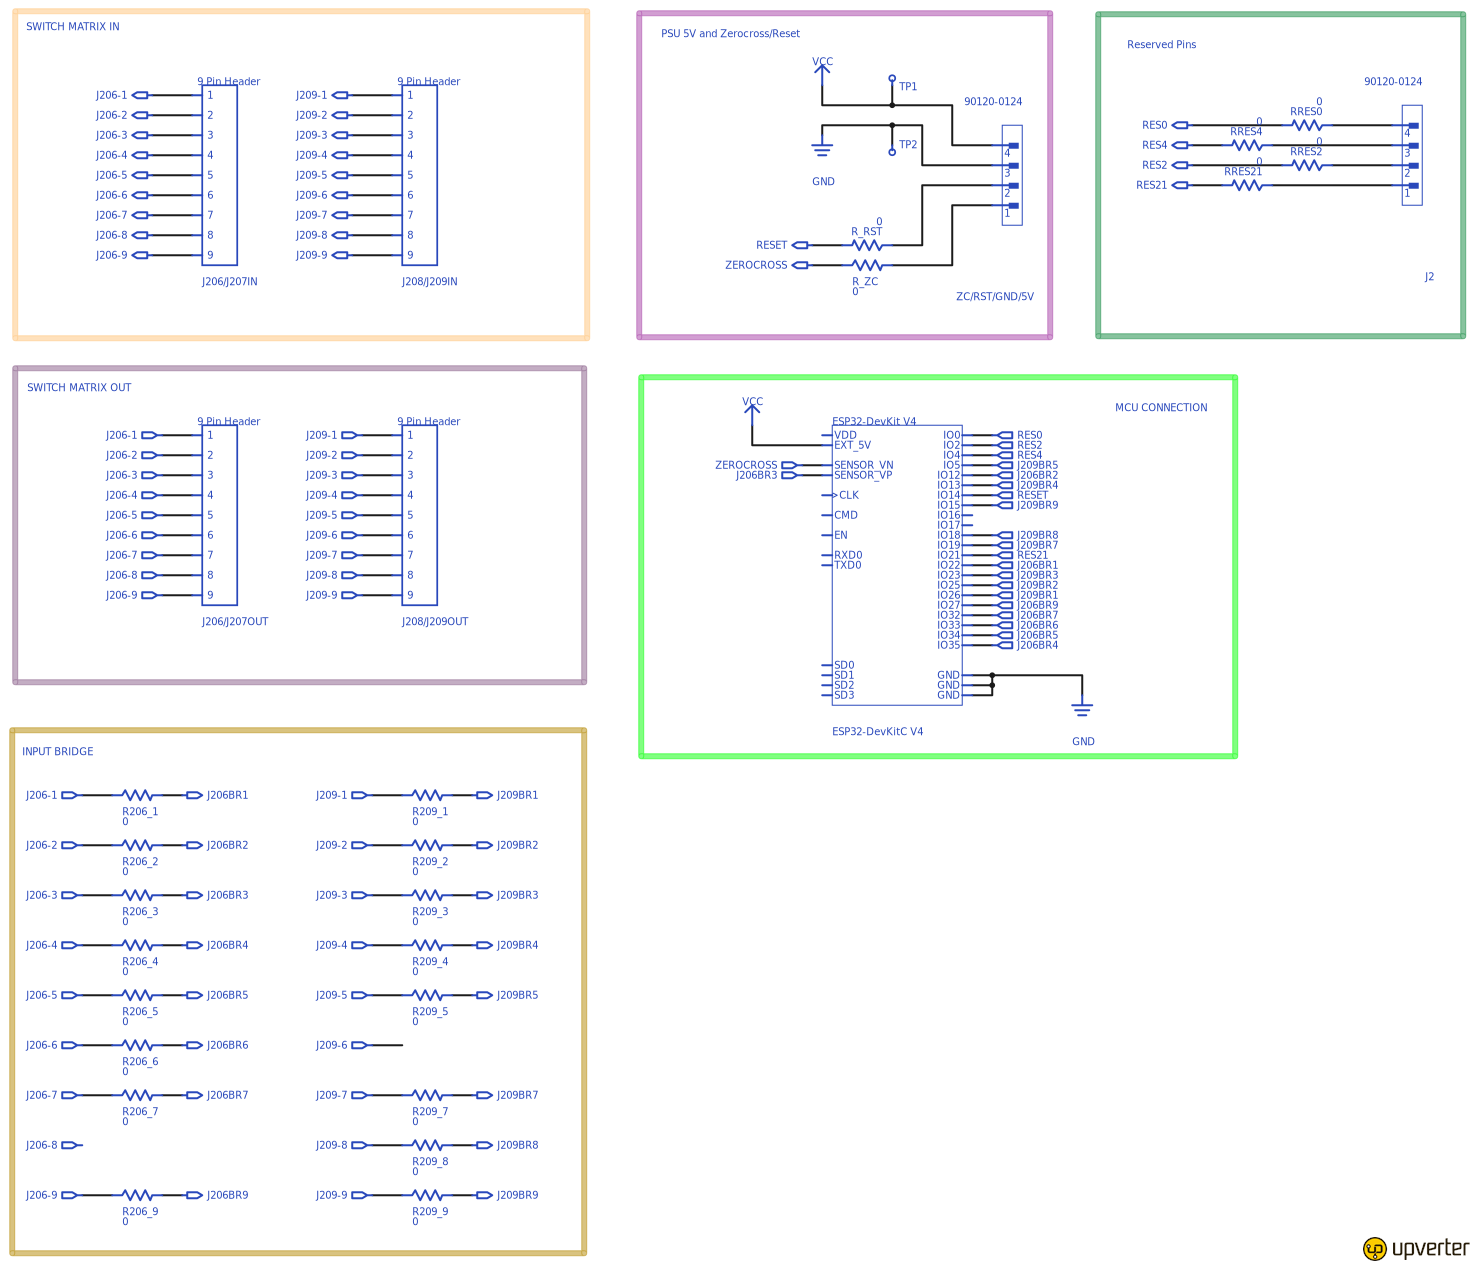 SWITCH MATRIX IN
9 Pin Header
J206-1 1
J206-2 2
J206-3 3
J206-4 4
J206-5 5
J206-6 6
J206-7 7
J206-8 8
J206-9 9
J206/J207IN
9 Pin Header
J209-1 1
J209-2 2
J209-3 3
J209-4 4
J209-5 5
J209-6 6
J209-7 7
J209-8 8
J209-9 9
J208/J209IN
PSU 5V and Zerocross/Reset
VCC
TP1
90120-0124
TP2
4
3
GND
2
1
0
R_RST
RESET
ZEROCROSS
R_ZC
0
ZC/RST/GND/5V
Reserved Pins
90120-0124
0
RRES0
RES0
4
0
RRES4
RES4
3
0
RRES2
RES2
2
0
RRES21
RES21
1
J2
SWITCH MATRIX OUT
9 Pin Header
J206-1 1
J206-2 2
J206-3 3
J206-4 4
J206-5 5
J206-6 6
J206-7 7
J206-8 8
J206-9 9
J206/J207OUT
9 Pin Header
J209-1 1
J209-2 2
J209-3 3
J209-4 4
J209-5 5
J209-6 6
J209-7 7
J209-8 8
J209-9 9
J208/J209OUT
MCU CONNECTION
VCC
ESP32-DevKit V4
VDD
EXT_5V
ZEROCROSS SENSOR_VN
J206BR3 SENSOR_VP
CLK
CMD
EN
RXD0
TXD0
SD0
SD1
SD2
SD3
IO0 RES0
IO2 RES2
IO4 RES4
IO5 J209BR5
IO12 J206BR2
IO13 J209BR4
IO14 RESET
IO15 J209BR9
IO16
IO17
IO18 J209BR8
IO19 J209BR7
IO21 RES21
IO22 J206BR1
IO23 J209BR3
IO25 J209BR2
IO26 J209BR1
IO27 J206BR9
IO32 J206BR7
IO33 J206BR6
IO34 J206BR5
IO35 J206BR4
GND
GND
GND
ESP32-DevKitC V4
GND
INPUT BRIDGE
J206-1 J206BR1
R206_1
0
J209-1 J209BR1
R209_1
0
J206-2 J206BR2
R206_2
0
J209-2 J209BR2
R209_2
0
J206-3 J206BR3
R206_3
0
J209-3 J209BR3
R209_3
0
J206-4 J206BR4
R206_4
0
J209-4 J209BR4
R209_4
0
J206-5 J206BR5
R206_5
0
J209-5 J209BR5
R209_5
0
J206-6 J206BR6
R206_6
0
J209-6
J206-7 J206BR7
R206_7
0
J209-7 J209BR7
R209_7
0
J206-8
J209-8 J209BR8
R209_8
0
J206-9 J206BR9
R206_9
0
J209-9 J209BR9
R209_9
0
upverter